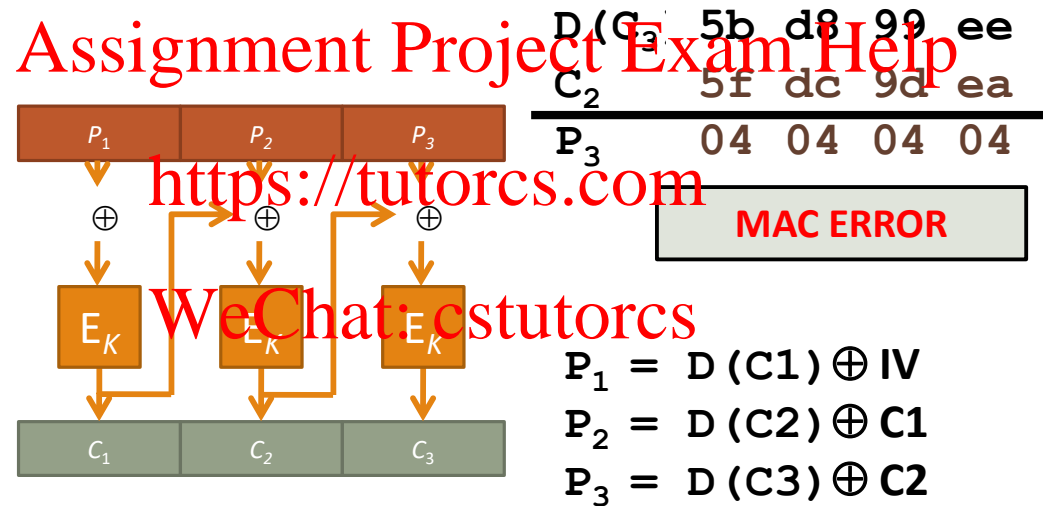 Assignment Project Exam Help
D(C3 5b d8 99 ee
C2 5f dc 9d ea
P3 04 04 04 04
P1 P2 P3
https://tutorcs.com
⊕ ⊕ ⊕
MAC ERROR
WeChat: cstutorcs
EK EK EK
P1 = D(C1)⊕IV
P2 = D(C2)⊕C1
P3 = D(C3)⊕C2
C1 C2 C3